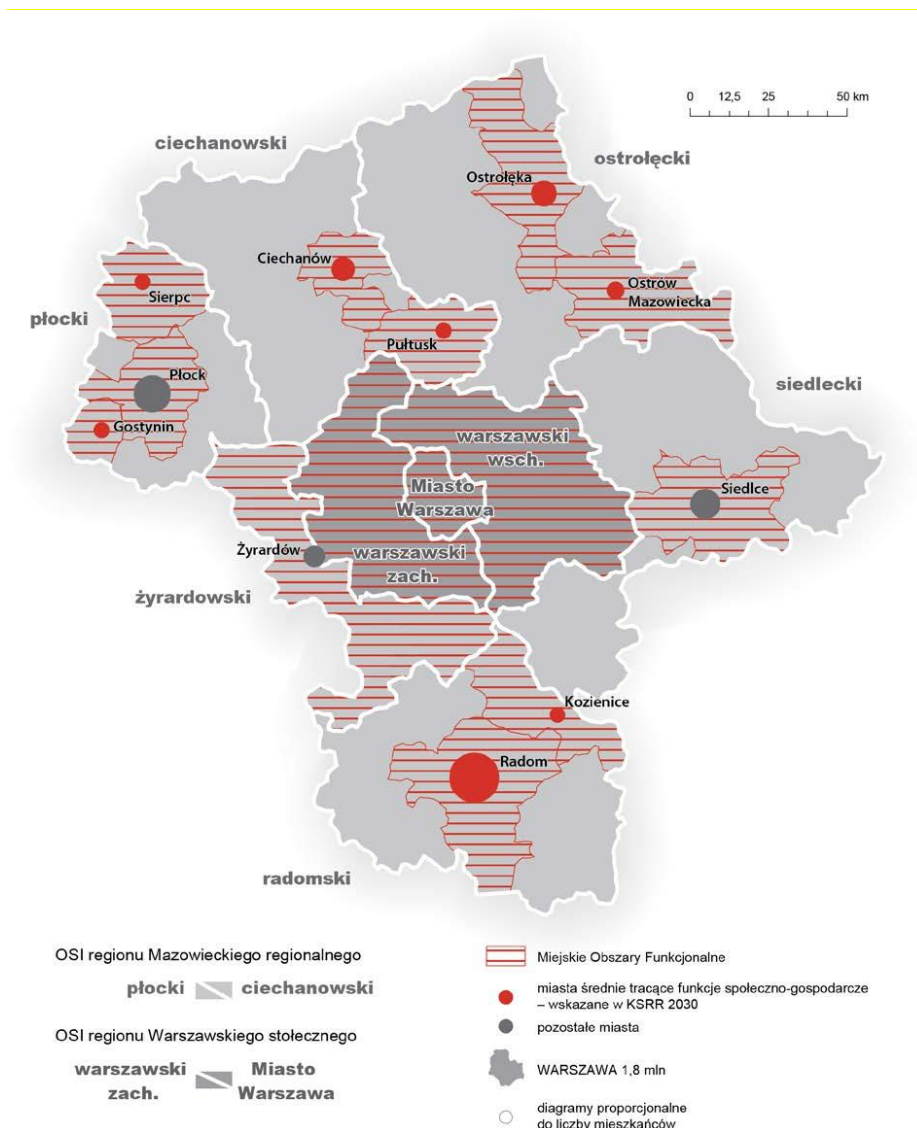 0 12,5 25 50 km
ciechanowski
ostrołęcki
Ostrołęka
Ciechanów
Sierpc
Ostrów
Mazowiecka
płocki
Pułtusk
Płock
siedlecki
Gostynin
warszawski
wsch.
Miasto
Warszawa
Siedlce
Żyrardów
warszawski
zach.
żyrardowski
Kozienice
Radom
radomski
OSI regionu Mazowieckiego regionalnego
płocki ciechanowski
OSI regionu Warszawskiego stołecznego
warszawski
zach.
Miasto
Warszawa
Miejskie Obszary Funkcjonalne
miasta średnie tracące funkcje społeczno-gospodarcze
– wskazane w KSRR 2030
pozostałe miasta
WARSZAWA 1,8 mln
diagramy proporcjonalne
do liczby mieszkańców